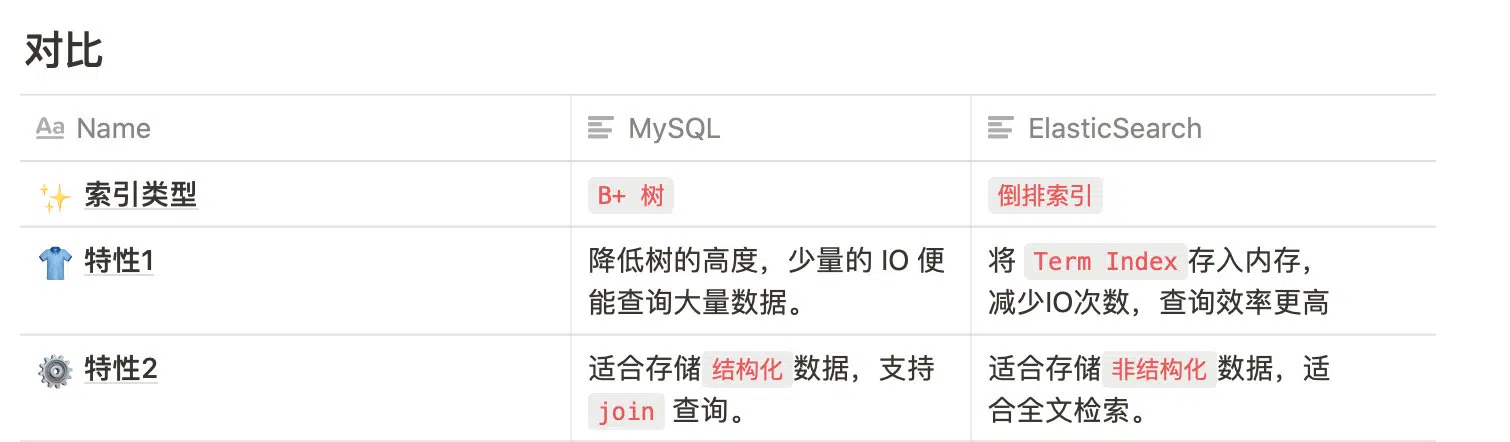 对比
Aa Name
MySQL
ElasticSearch
索引类型
B+ 树
倒排索引
特性1
降低树的高度，少量的 IO 便
能查询大量数据。
将 Term Index 存入内存，
减少IO次数，查询效率更高
特性2
适合存储 结构化 数据，支持
join 查询。
适合存储 非结构化 数据，适
合全文检索。